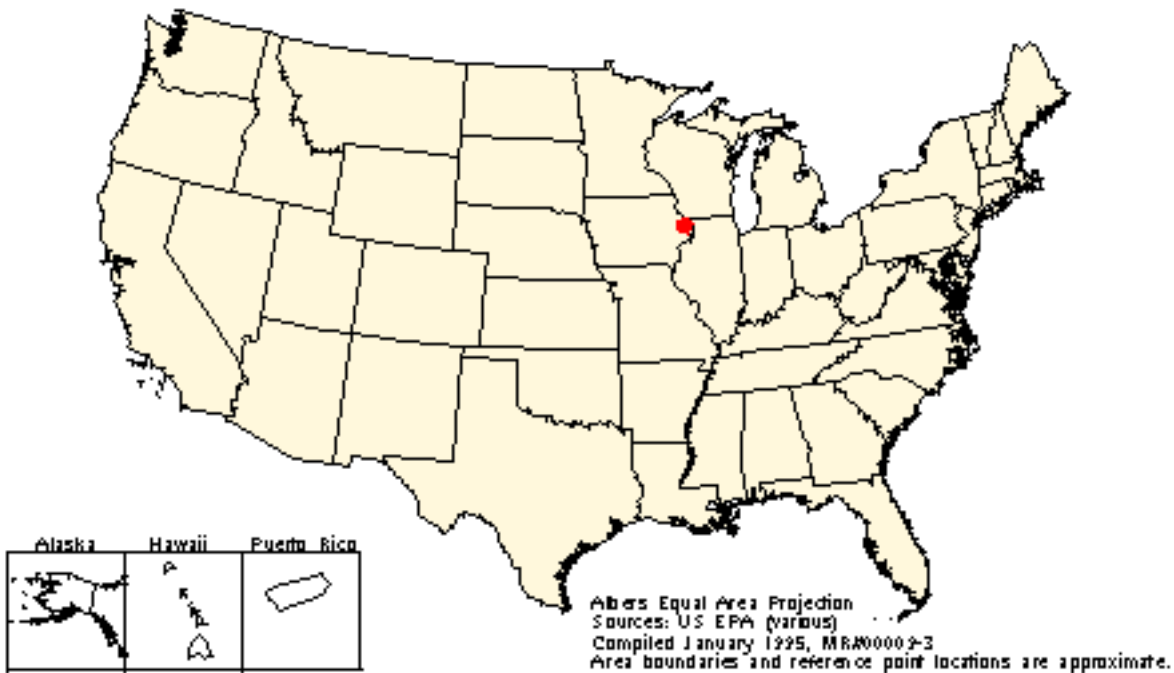 Alaska Hawaii Puerto Rico
Albers Equal Area Projection
Sources: US EPA (various)
Compiled January 1995, MR#00009-3
Area boundaries and reference point locations are approximate.